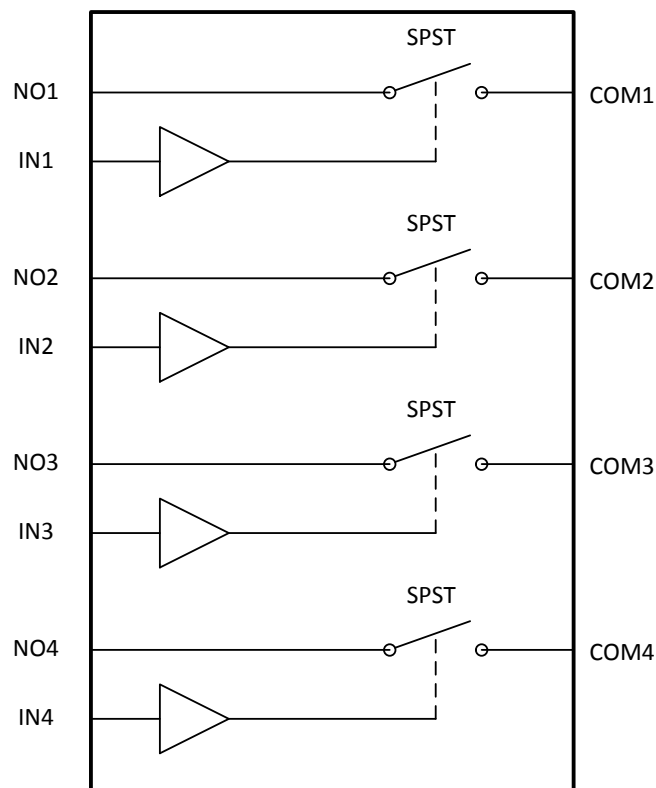 SPST
NO1
COM1
IN1
SPST
NO2
COM2
IN2
SPST
NO3
COM3
IN3
SPST
NO4
COM4
IN4